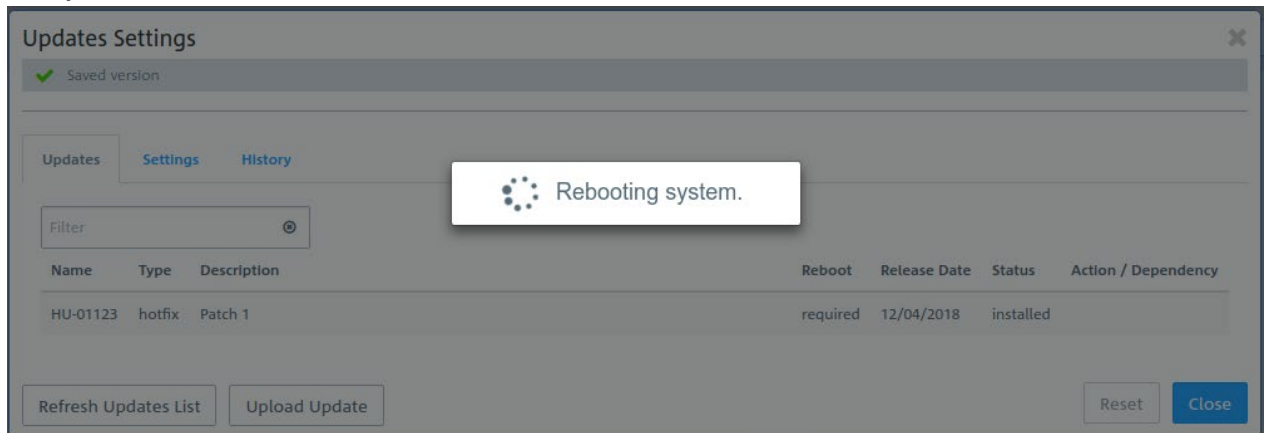 Updates Settings
Saved version
Updates Settings History
Rebooting system.
Filter
Name Type Description Reboot Release Date Status Action / Dependency
HU-01123 hotfix Patch 1 required 12/04/2018 installed
Refresh Updates List Upload Update Reset Close